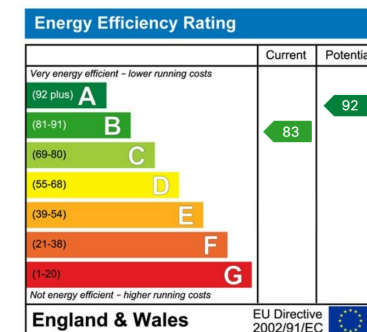 Energy Efficiency Rating
Current Potentia
Very energy efficient – lower running costs
(92 plus) A
92
(81-91) B
83
(69-80) C
(55-68) D
(39-54) E
(21-38) F
(1-20) G
Not energy efficient – higher running costs
England & Wales
EU Directive
2002/91/EC